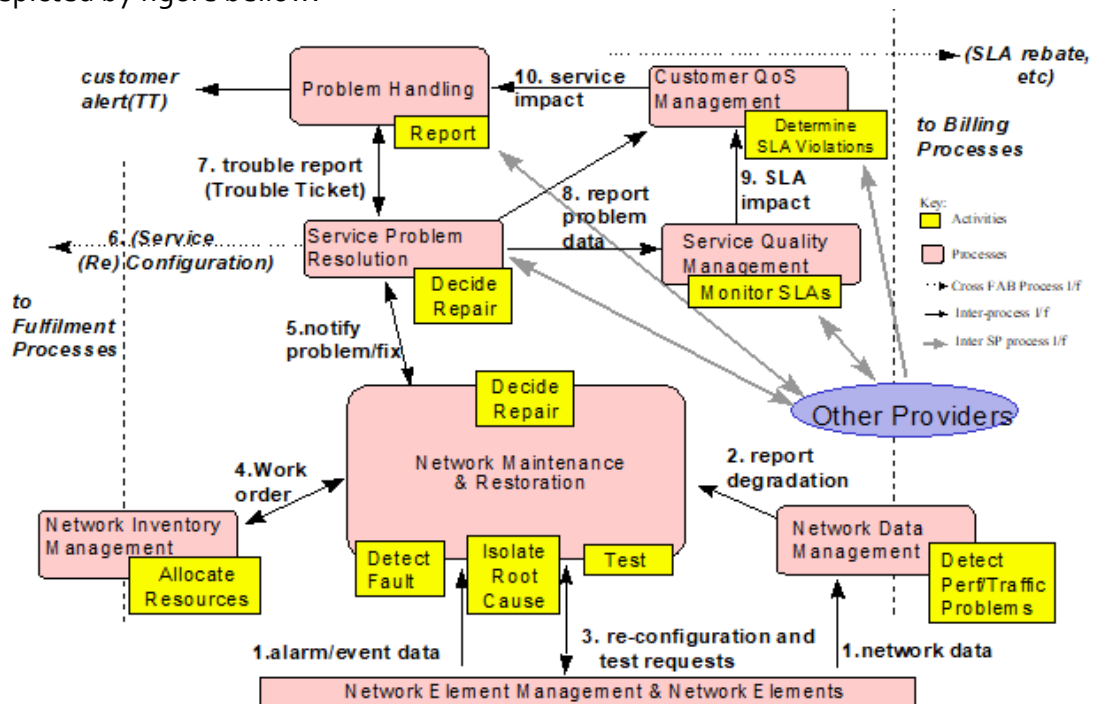 epicted by figure bellow:
customer
alert(TT)
Problem Handling
Report
10. service
impact
Customer QoS
Management
Determine
SLA Violations
(SLA rebate,
etc)
to Billing
Processes
7. trouble report
(Trouble Ticket)
8. report
problem
data
9. SLA
impact
Key:
Activities
Processes
Cross FAB Process I/f
Inter-process I/f
Inter SP process I/f
6. (Service
(Re) Configuration)
Service Problem
Resolution
Decide
Repair
Service Quality
Management
Monitor SLAs
to
Fulfilment
Processes
5.notify
problem/fix
Decide
Repair
Other Providers
Network Maintenance
& Restoration
4.Work
order
2. report
degradation
Network Inventory
Management
Allocate
Resources
Detect
Fault
Isolate
Root
Cause
Test
Network Data
Management
Detect
Perf/Traffic
Problems
1.alarm/event data
3. re-configuration and
test requests
1.network data
Network Element Management & Network Elements